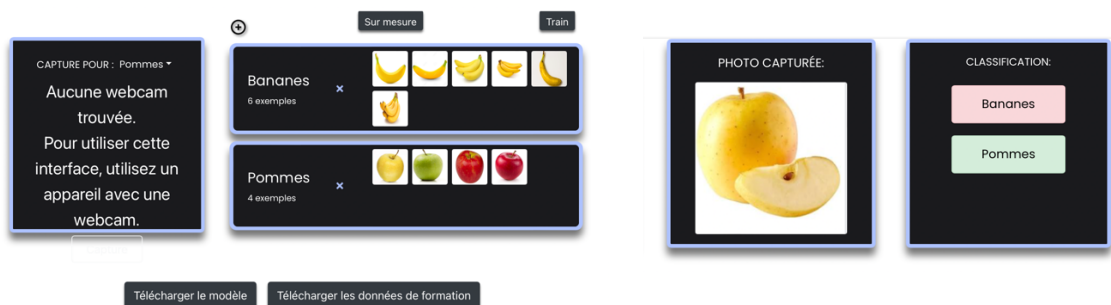 Sur mesure
Train
CAPTURE POUR : Pommes
Aucune webcam
trouvée.
Pour utiliser cette
interface, utilisez un
appareil avec une
webcam.
Bananes
6 exemples
×
Pommes
4 exemples
×
Télécharger le modèle
Télécharger les données de formation
PHOTO CAPTURÉE:
CLASSIFICATION:
Bananes
Pommes